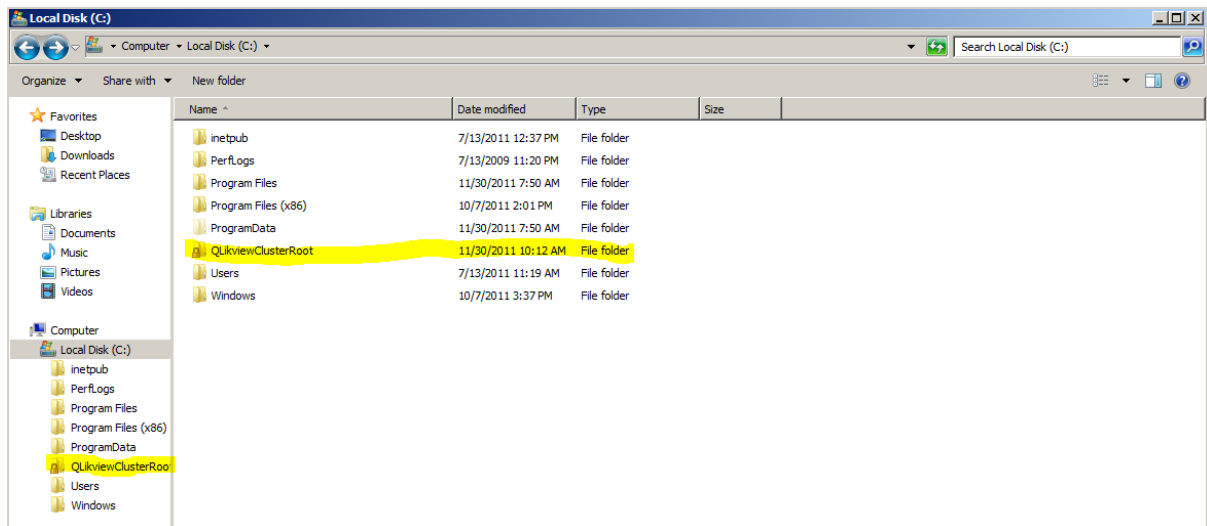 Local Disk (C:)
Computer Local Disk (C:)
Search Local Disk (C:)
Organize Share with New folder
Favorites
Desktop
Downloads
Recent Places
Libraries
Documents
Music
Pictures
Videos
Computer
Local Disk (C:)
inetpub
PerfLogs
Program Files
Program Files (x86)
ProgramData
QLikviewClusterRoo
Users
Windows
Name Date modified Type Size
inetpub 7/13/2011 12:37 PM File folder
PerfLogs 7/13/2009 11:20 PM File folder
Program Files 11/30/2011 7:50 AM File folder
Program Files (x86) 10/7/2011 2:01 PM File folder
ProgramData 11/30/2011 7:50 AM File folder
QLikviewClusterRoot 11/30/2011 10:12 AM File folder
Users 7/13/2011 11:19 AM File folder
Windows 10/7/2011 3:37 PM File folder